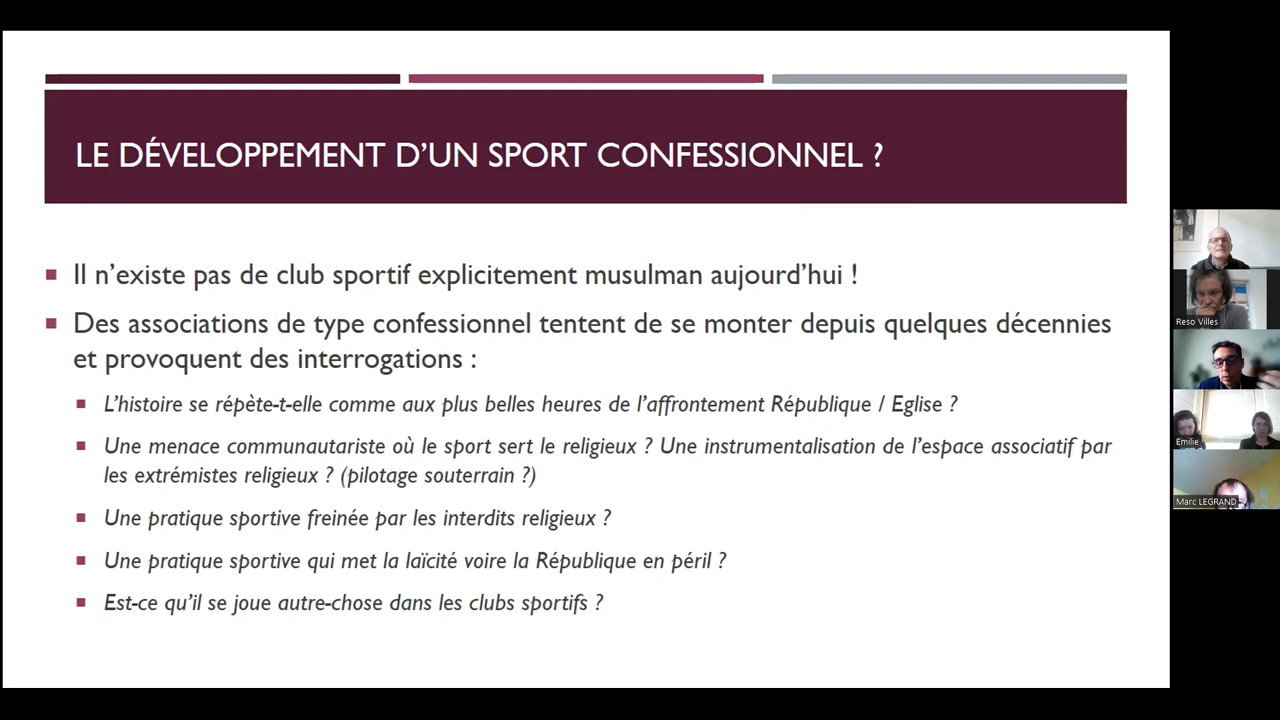 LE DÉVELOPPEMENT D’UN SPORT CONFESSIONNEL ?
Il n’existe pas de club sportif explicitement musulman aujourd’hui !
Des associations de type confessionnel tentent de se monter depuis quelques décennies
et provoquent des interrogations :
L’histoire se répète-t-elle comme aux plus belles heures de l’affrontement République / Eglise ?
Une menace communautariste où le sport sert le religieux ? Une instrumentalisation de l’espace associatif par
les extrémistes religieux ? (pilotage souterrain ?)
Une pratique sportive freinée par les interdits religieux ?
Une pratique sportive qui met la laïcité voire la République en péril ?
Est-ce qu’il se joue autre-chose dans les clubs sportifs ?
Reso Villes
Emilie
Marc LEGRAND